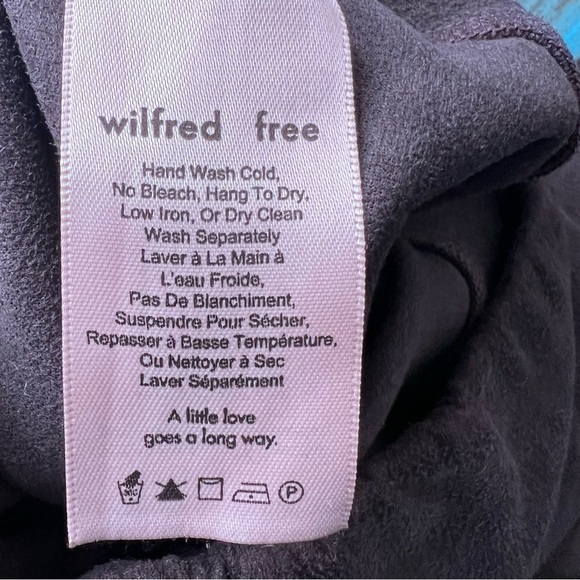 wilfred free
Hand Wash Cold,
No Bleach, Hang To Dry,
Low Iron, Or Dry Clean
Wash Separately
Laver à La Main à
L'eau Froide,
Pas De Blanchiment,
Suspendre Pour Sécher,
Repasser à Basse Température,
Ou Nettoyer à Sec
Laver Séparément
A little love
goes a long way.
P